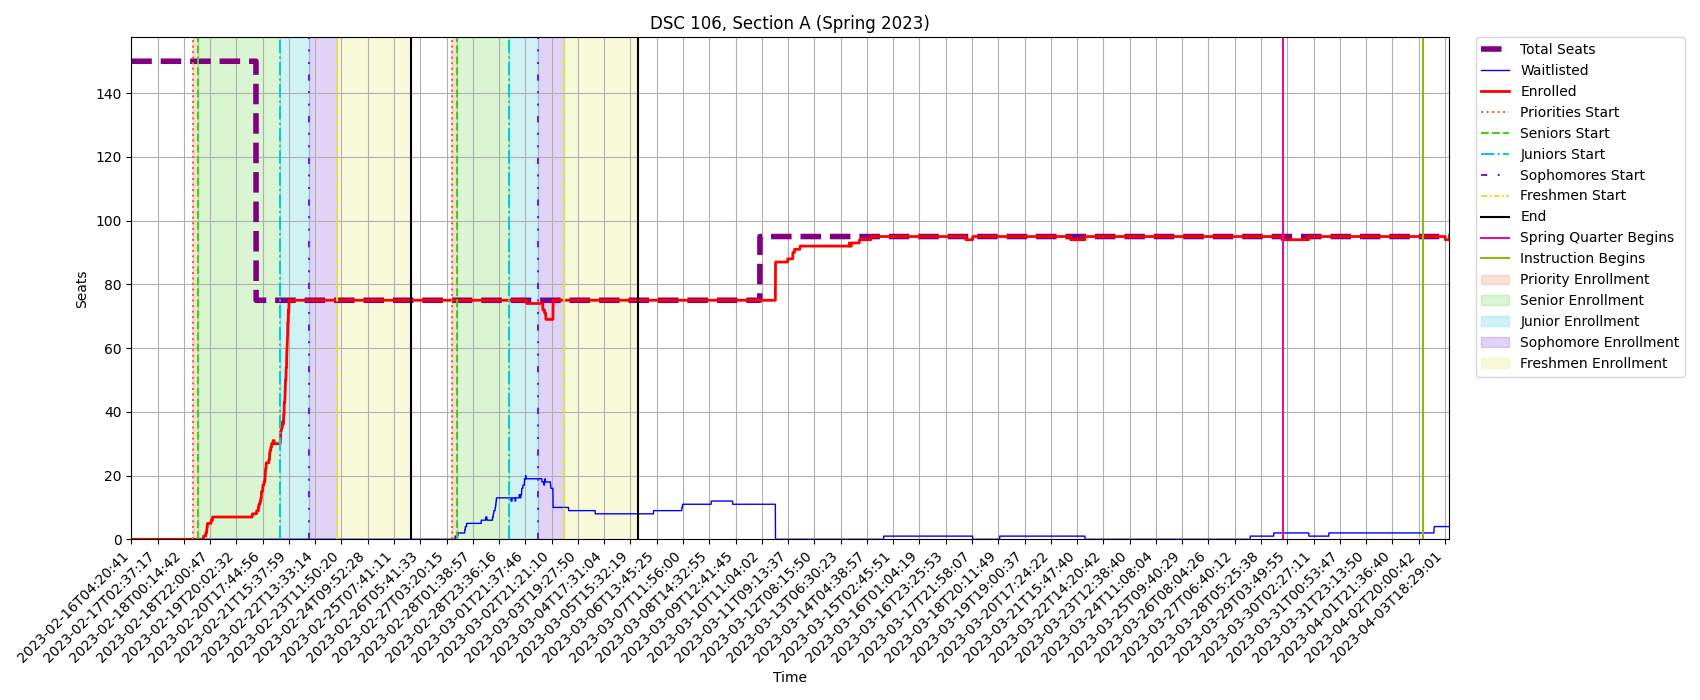 DSC 106, Section A (Spring 2023)
Seats
140
120
100
80
60
40
20
0
2023-02-16T04:20:41
2023-02-17T02:37:17
2023-02-18T00:14:42
2023-02-18T22:00:47
2023-02-19T20:02:32
2023-02-20T17:44:56
2023-02-21T15:37:59
2023-02-22T13:33:14
2023-02-23T11:50:20
2023-02-24T09:52:28
2023-02-25T07:41:11
2023-02-26T05:41:33
2023-02-27T03:20:15
2023-02-28T01:38:57
2023-02-28T23:36:16
2023-03-01T21:37:46
2023-03-02T21:21:10
2023-03-03T19:27:50
2023-03-04T17:31:04
2023-03-05T15:32:19
2023-03-06T13:45:25
2023-03-07T11:56:00
2023-03-08T14:32:55
2023-03-09T12:41:45
2023-03-10T11:04:02
2023-03-11T09:13:37
2023-03-12T08:15:50
2023-03-13T06:30:23
2023-03-14T04:38:57
2023-03-15T02:45:51
2023-03-16T01:04:19
2023-03-16T23:25:53
2023-03-17T21:58:07
2023-03-18T20:11:49
2023-03-19T19:00:37
2023-03-20T17:24:22
2023-03-21T15:47:40
2023-03-22T14:20:42
2023-03-23T12:38:40
2023-03-24T11:08:04
2023-03-25T09:40:29
2023-03-26T08:04:26
2023-03-27T06:40:12
2023-03-28T05:25:38
2023-03-29T03:49:55
2023-03-30T02:27:11
2023-03-31T00:53:47
2023-03-31T23:13:50
2023-04-01T21:36:40
2023-04-02T20:00:42
2023-04-03T18:29:01
Time
Total Seats
Waitlisted
Enrolled
Priorities Start
Seniors Start
Juniors Start
Sophomores Start
Freshmen Start
End
Spring Quarter Begins
Instruction Begins
Priority Enrollment
Senior Enrollment
Junior Enrollment
Sophomore Enrollment
Freshmen Enrollment